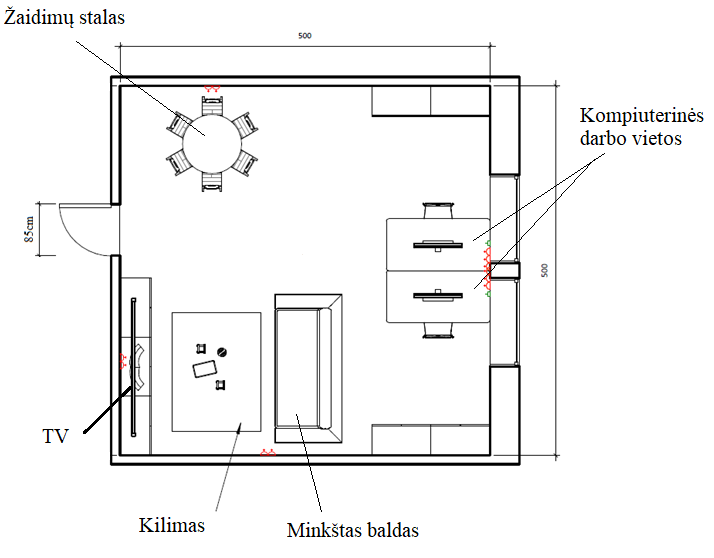 Žaidimų stalas
500
Kompiuterinės
darbo vietos
85cm
500
TV
Kilimas
Minkštas baldas